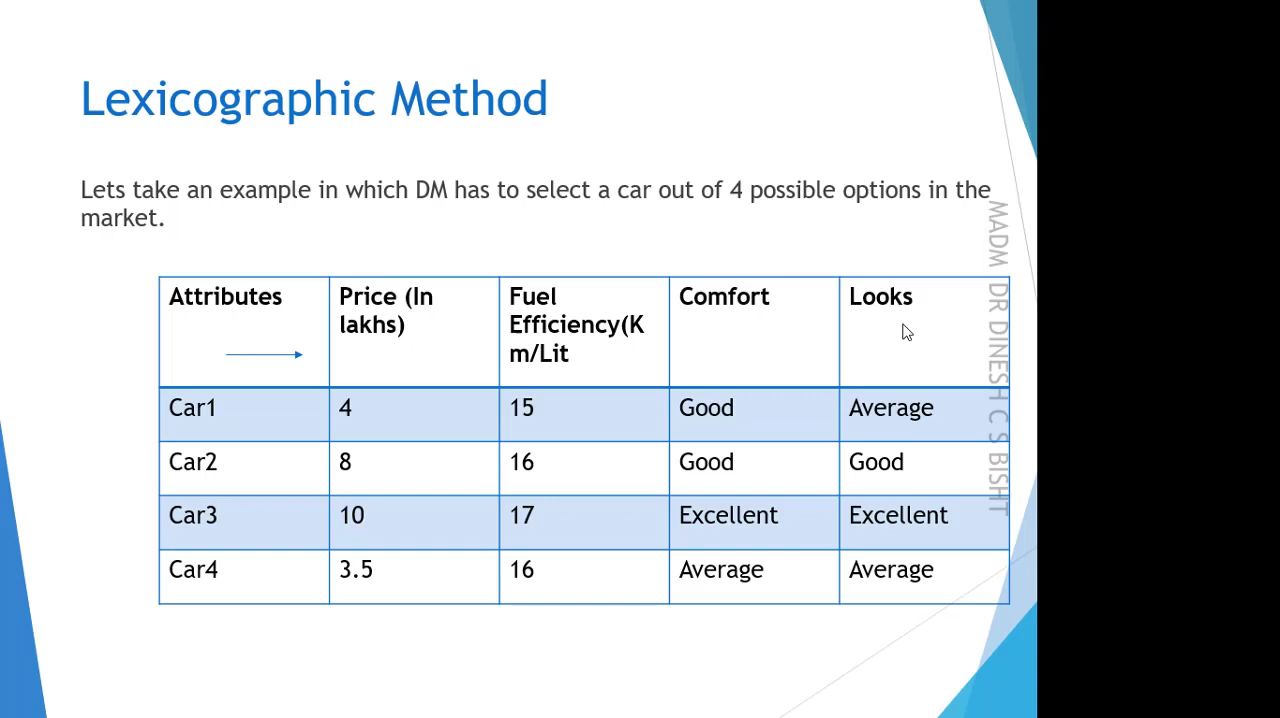 Lexicographic Method
Lets take an example in which DM has to select a car out of 4 possible options in the
market.
Attributes Price (In Fuel Comfort Looks
lakhs) Efficiency(K
m/Lit
Car1 4 15 Good Average
Car2 8 16 Good Good
Car3 10 17 Excellent Excellent
Car4 3.5 16 Average Average
MADM DR DINESH C S BISHT